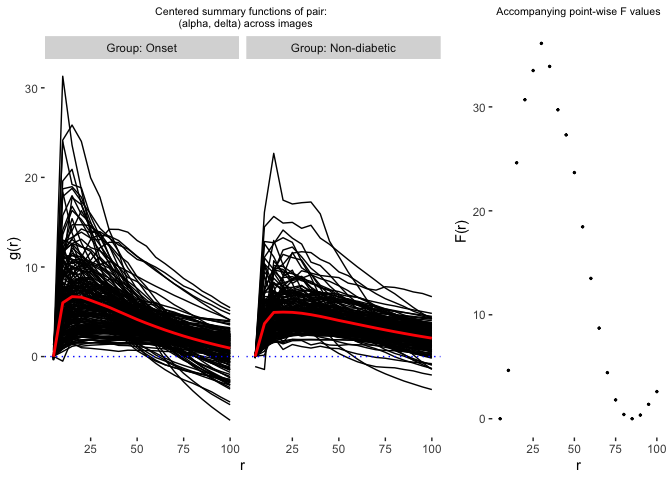 Centered summary functions of pair:
(alpha, delta) across images
Accompanying point-wise F values
Group: Onset
Group: Non-diabetic
30
20
10
0
g(r)
25
50
75
100
25
50
75
100
r
30
20
10
0
F(r)
25
50
75
100
r